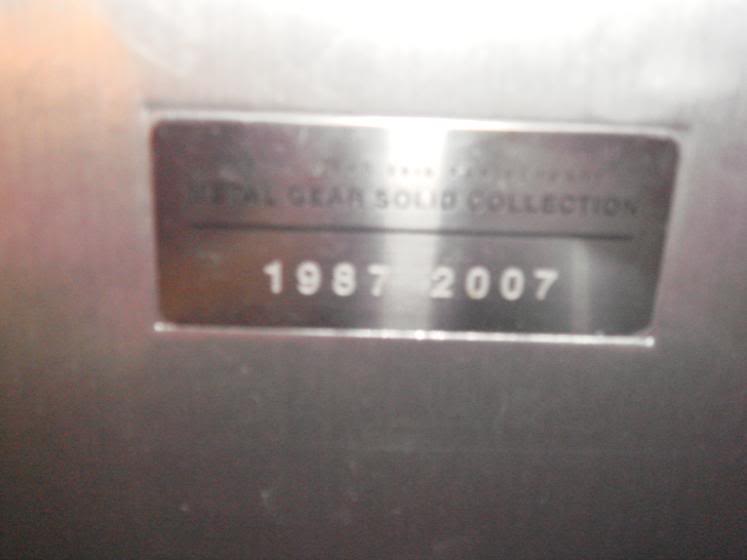 METAL GEAR SOLID COLLECTION
1987 2007